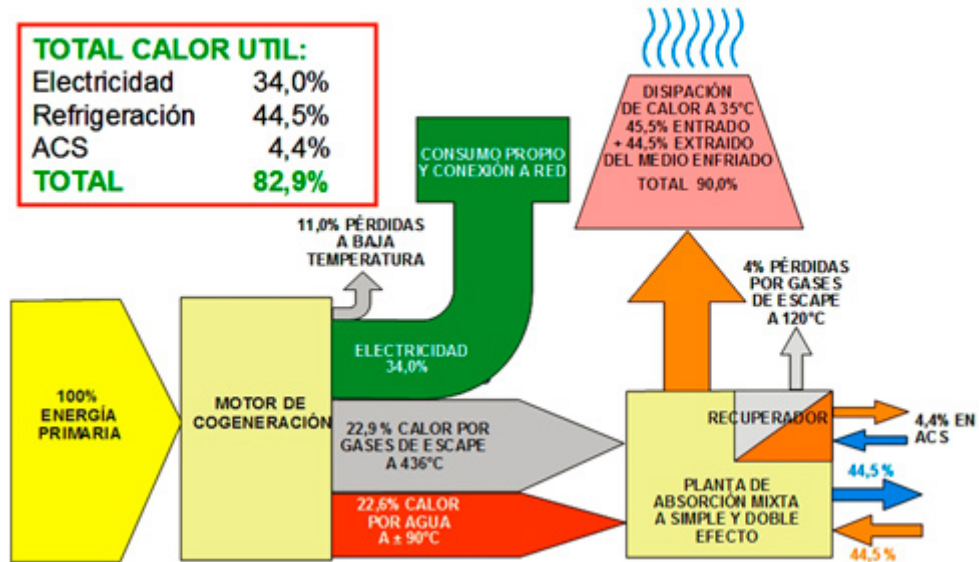 TOTAL CALOR UTIL:
Electricidad 34,0%
Refrigeración 44,5%
ACS 4,4%
TOTAL 82,9%
DISIPACIÓN
DE CALOR A 35°C
45,5% ENTRADO
+ 44,5% EXTRAIDO
DEL MEDIO ENFRIADO
TOTAL 90,0%
CONSUMO PROPIO
Y CONEXIÓN A RED
11,0% PÉRDIDAS
A BAJA
TEMPERATURA
4% PÉRDIDAS
POR GASES
DE ESCAPE
A 120°C
ELECTRICIDAD
34,0%
100%
ENERGÍA
PRIMARIA
MOTOR DE
COGENERACIÓN
22,9 % CALOR POR
GASES DE ESCAPE
A 436°C
22,6% CALOR
POR AGUA
A ± 90°C
RECUPERADOR
4,4% EN
ACS
44,5%
PLANTA DE
ABSORCIÓN MIXTA
A SIMPLE Y DOBLE
EFECTO
44,5%